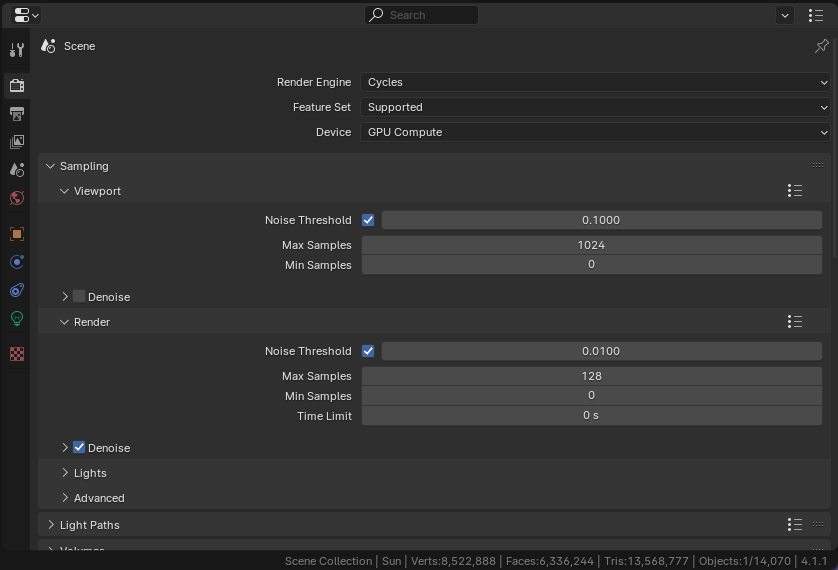 Search
Scene
Render Engine Cycles
Feature Set Supported
Device GPU Compute
Sampling
Viewport
Noise Threshold 0.1000
Max Samples 1024
Min Samples 0
Denoise
Render
Noise Threshold 0.0100
Max Samples 128
Min Samples 0
Time Limit 0 s
Denoise
Lights
Advanced
Light Paths
Volumes
Scene Collection | Sun | Verts:8,522,888 | Faces:6,336,244 | Tris:13,568,777 | Objects:1/14,070 | 4.1.1